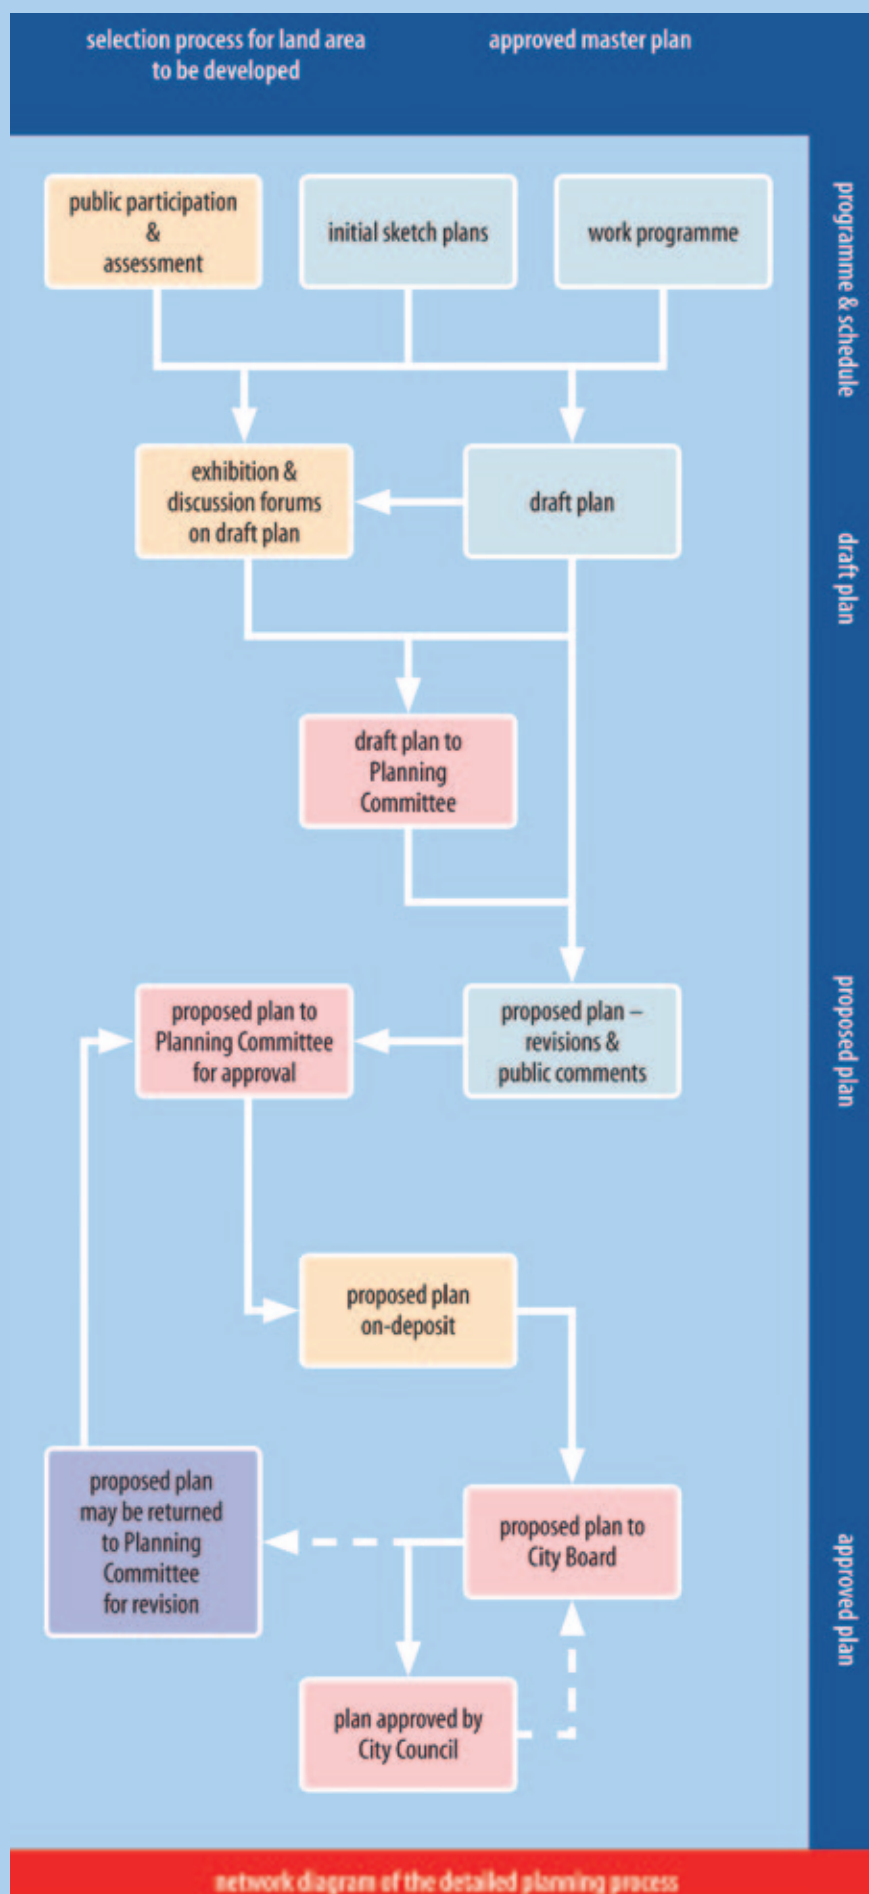 selection process for land area
to be developed
approved master plan
public participation
&
assessment
initial sketch plans
work programme
programme & schedule
exhibition &
discussion forums
on draft plan
draft plan
draft plan
draft plan to
Planning
Committee
proposed plan to
Planning Committee
for approval
proposed plan –
revisions &
public comments
proposed plan
proposed plan
on-deposit
proposed plan
may be returned
to Planning
Committee
for revision
proposed plan to
City Board
approved plan
plan approved by
City Council
network diagram of the detailed planning process